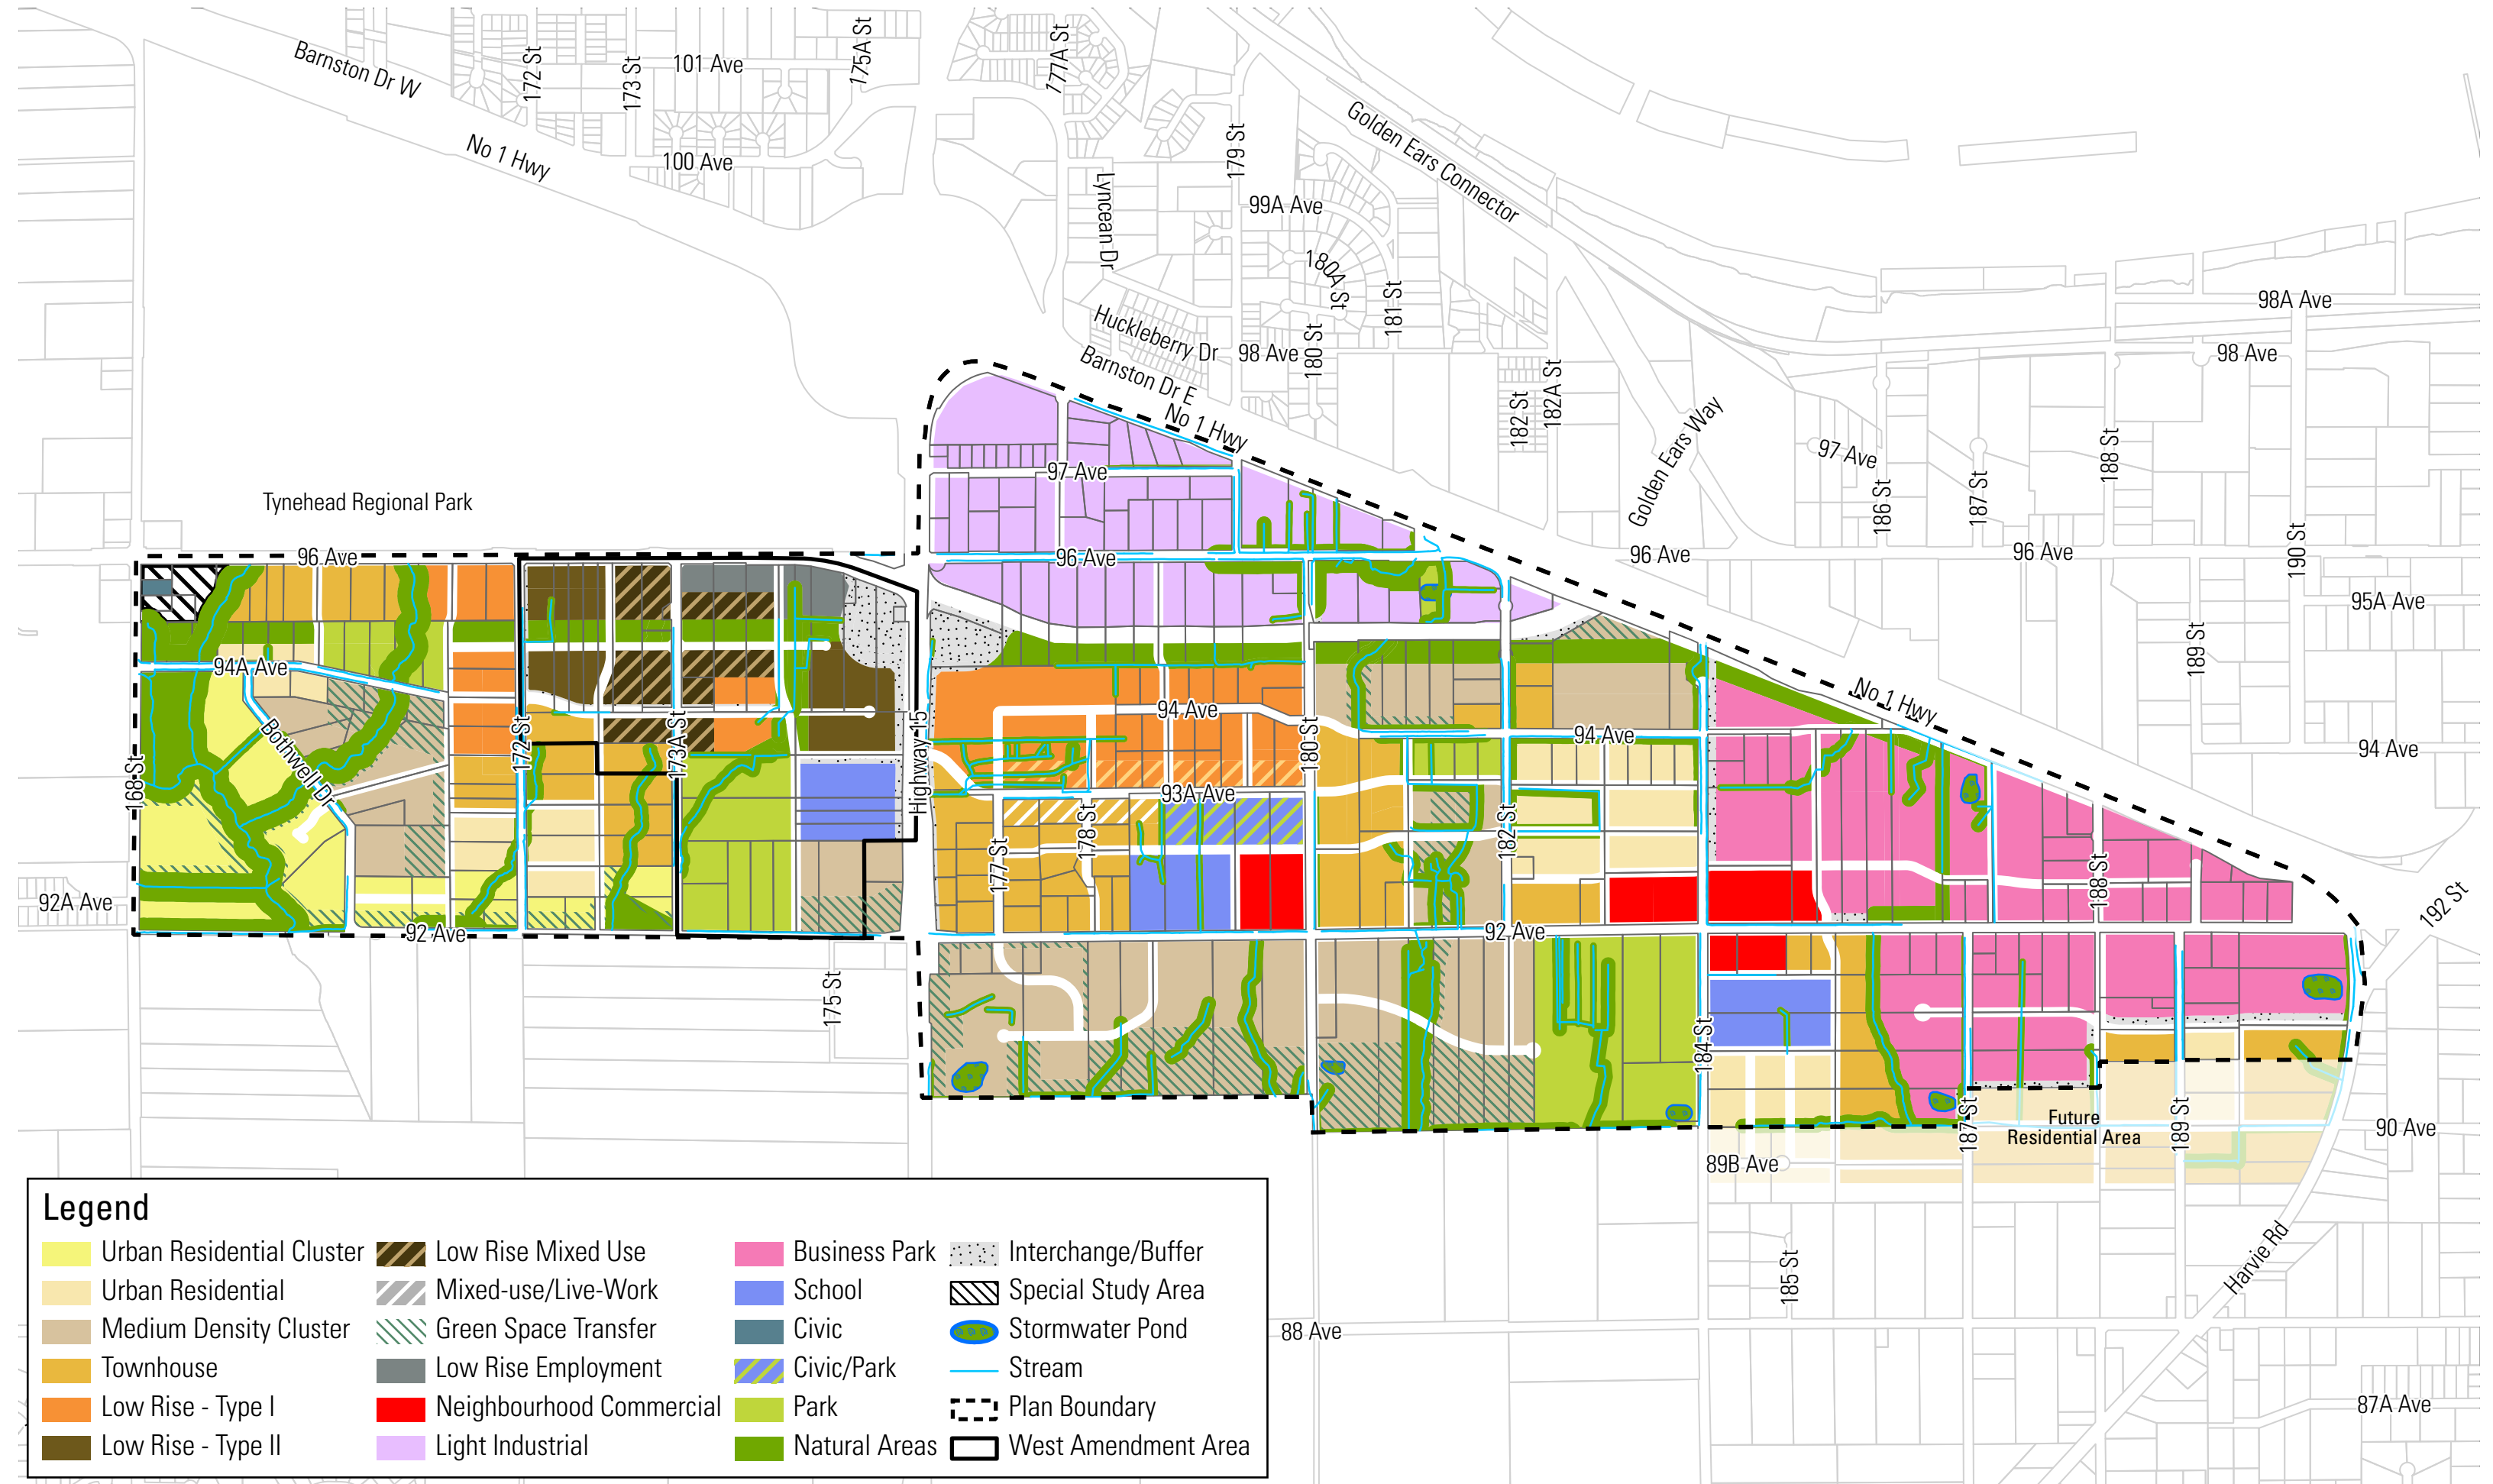 Barnston Dr W
172 St
173 St
101 Ave
175A St
177A St
No 1 Hwy
100 Ave
Lyncean Dr
179 St
Golden Ears Connector
99A Ave
180A St
181 St
Huckleberry Dr
98 Ave
180 St
Barnston Dr E
No 1 Hwy
182 St
182A St
Golden Ears Way
98A Ave
98 Ave
97 Ave
186 St
187 St
188 St
190 St
97 Ave
Tynehead Regional Park
96 Ave
96 Ave
96 Ave
96 Ave
95A Ave
189 St
94A Ave
Bothwell Dr
168 St
172 St
173A St
Highway 15
94 Ave
180 St
94 Ave
No 1 Hwy
94 Ave
93A Ave
178 St
177 St
182 St
188 St
192 St
92A Ave
92 Ave
92 Ave
175 St
184 St
187 St
Future
Residential Area
189 St
90 Ave
89B Ave
185 St
Harvie Rd
88 Ave
87A Ave
Legend
Urban Residential Cluster
Urban Residential
Medium Density Cluster
Townhouse
Low Rise - Type I
Low Rise - Type II
Low Rise Mixed Use
Mixed-use/Live-Work
Green Space Transfer
Low Rise Employment
Neighbourhood Commercial
Light Industrial
Business Park
School
Civic
Civic/Park
Park
Natural Areas
Interchange/Buffer
Special Study Area
Stormwater Pond
Stream
Plan Boundary
West Amendment Area